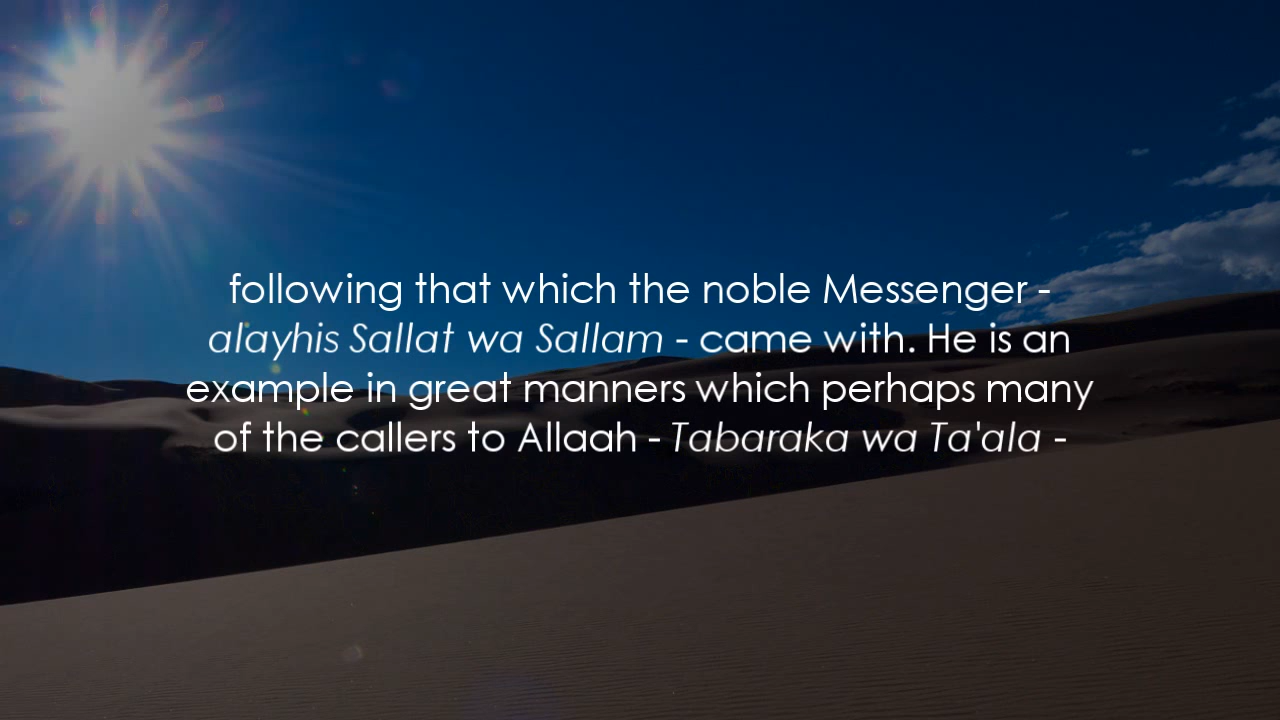 following that which the noble Messenger -
alayhis Sallat wa Sallam - came with. He is an
example in great manners which perhaps many
of the callers to Allaah - Tabaraka wa Ta'ala -